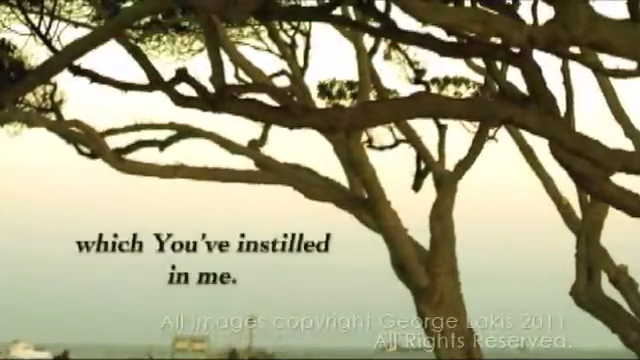 which You've instilled
in me.
All images copyright George Lakis 2011
All Rights Reserved.